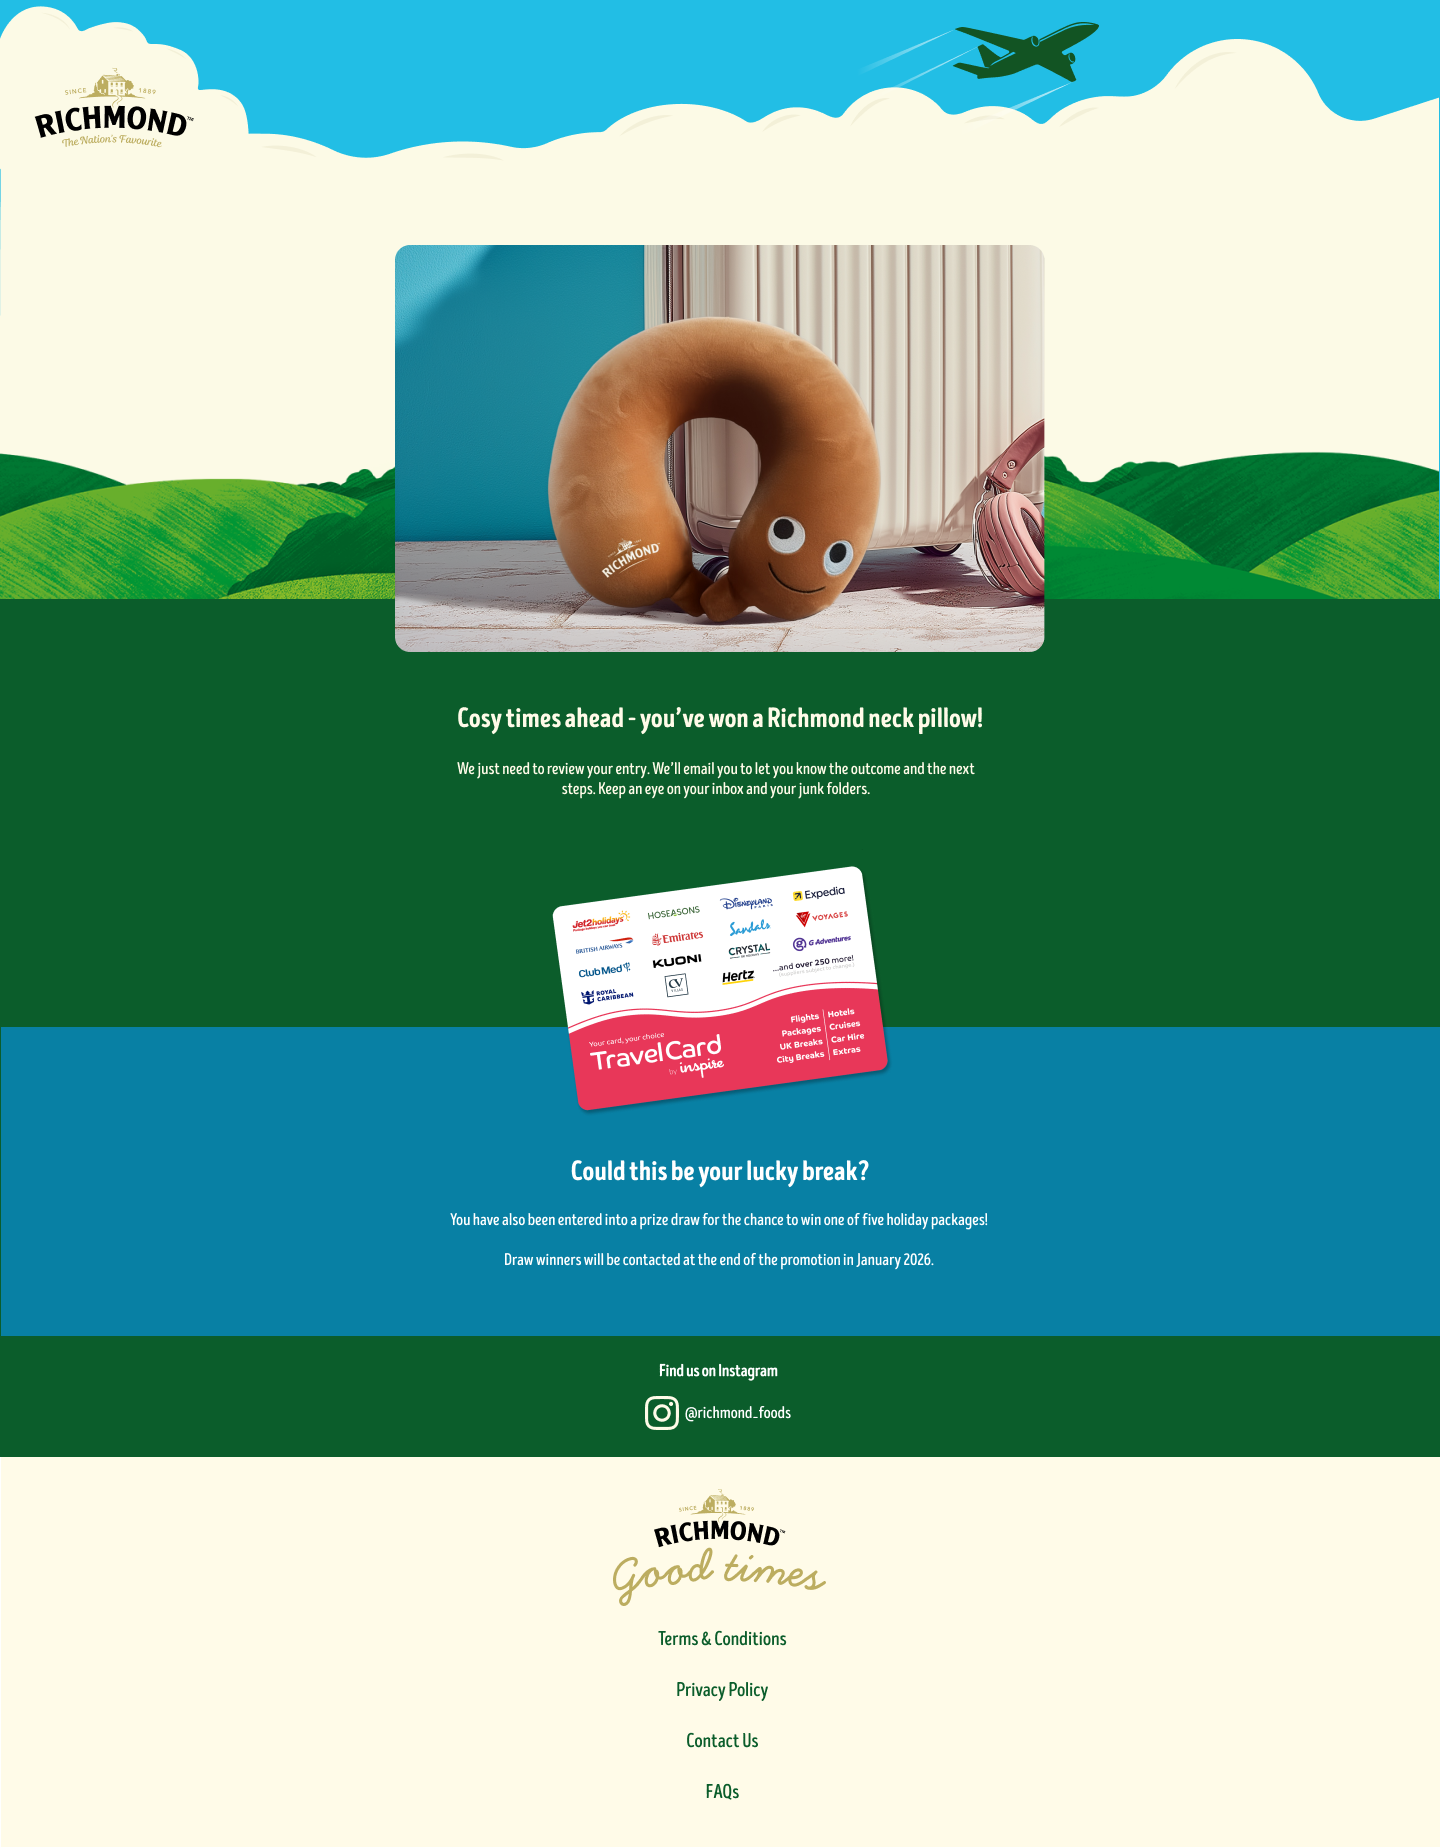 SINCE 1889
RICHMOND™
The Nation's Favourite
RICHMOND
Cosy times ahead - you've won a Richmond neck pillow!
We just need to review your entry. We'll email you to let you know the outcome and the next
steps. Keep an eye on your inbox and your junk folders.
Jet2holidays
HOSEASONS
DISNEYLAND
PARIS
Expedia
BRITISH AIRWAYS
Emirates
Sandals
VOYAGES
Club Med
KUONI
CRYSTAL
G Adventures
ROYAL
CARIBBEAN
CV
VILLAS
Hertz
...and over 250 more!
Your card, your choice
TravelCard
by inspire
Flights
Packages
UK Breaks
City Breaks
Hotels
Cruises
Car Hire
Extras
Could this be your lucky break?
You have also been entered into a prize draw for the chance to win one of five holiday packages!
Draw winners will be contacted at the end of the promotion in January 2026.
Find us on Instagram
@richmond_foods
SINCE 1889
RICHMOND™
Good times
Terms & Conditions
Privacy Policy
Contact Us
FAQs